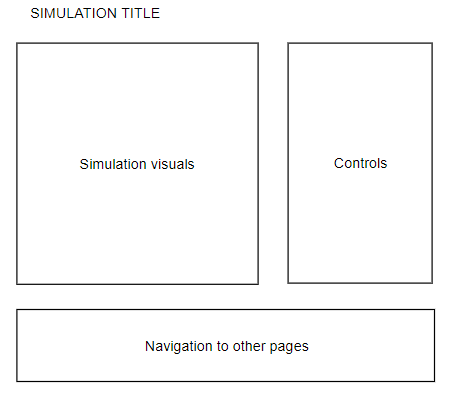 SIMULATION TITLE
Simulation visuals
Controls
Navigation to other pages